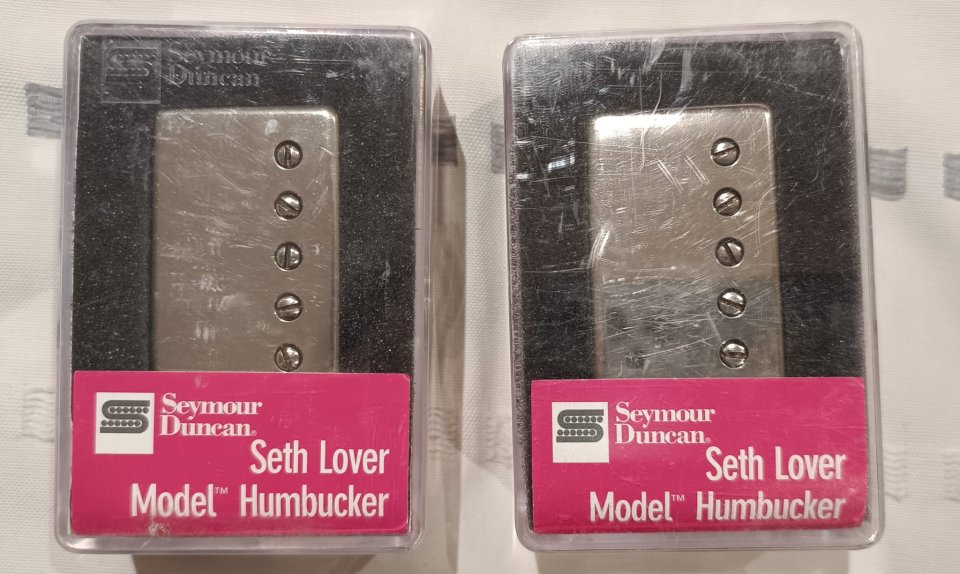 Seymour
Duncan
Seymour
Duncan®
Seth Lover
Model™ Humbucker
Seymour
Duncan®
Seth Lover
Model™ Humbucker